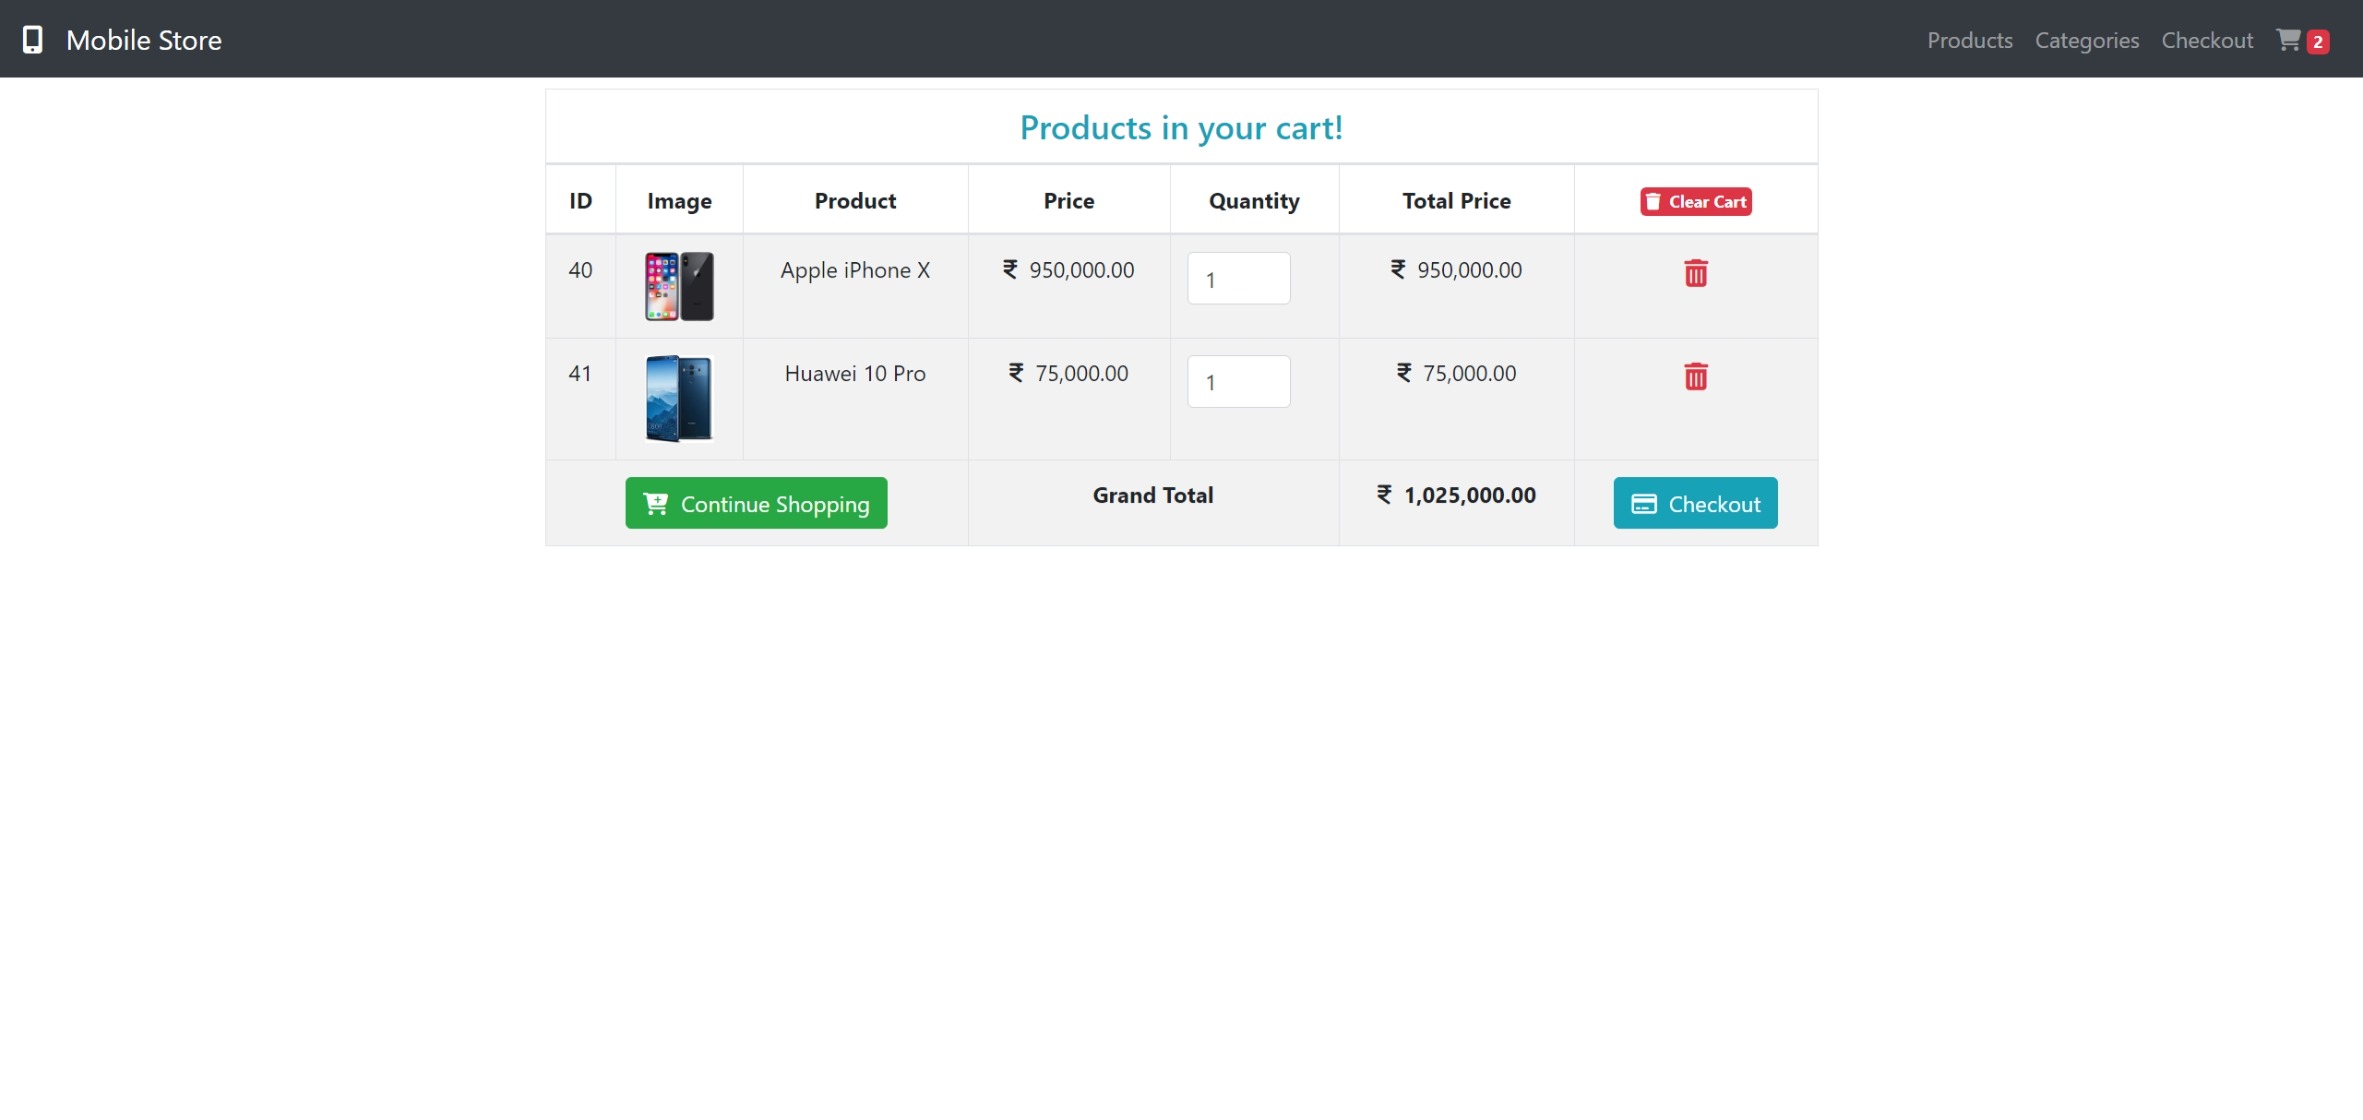 Mobile Store
Products Categories Checkout 2
Products in your cart!
ID Image Product Price Quantity Total Price Clear Cart
40 Apple iPhone X ₹ 950,000.00 1 ₹ 950,000.00
41 Huawei 10 Pro ₹ 75,000.00 1 ₹ 75,000.00
Continue Shopping Grand Total ₹ 1,025,000.00 Checkout